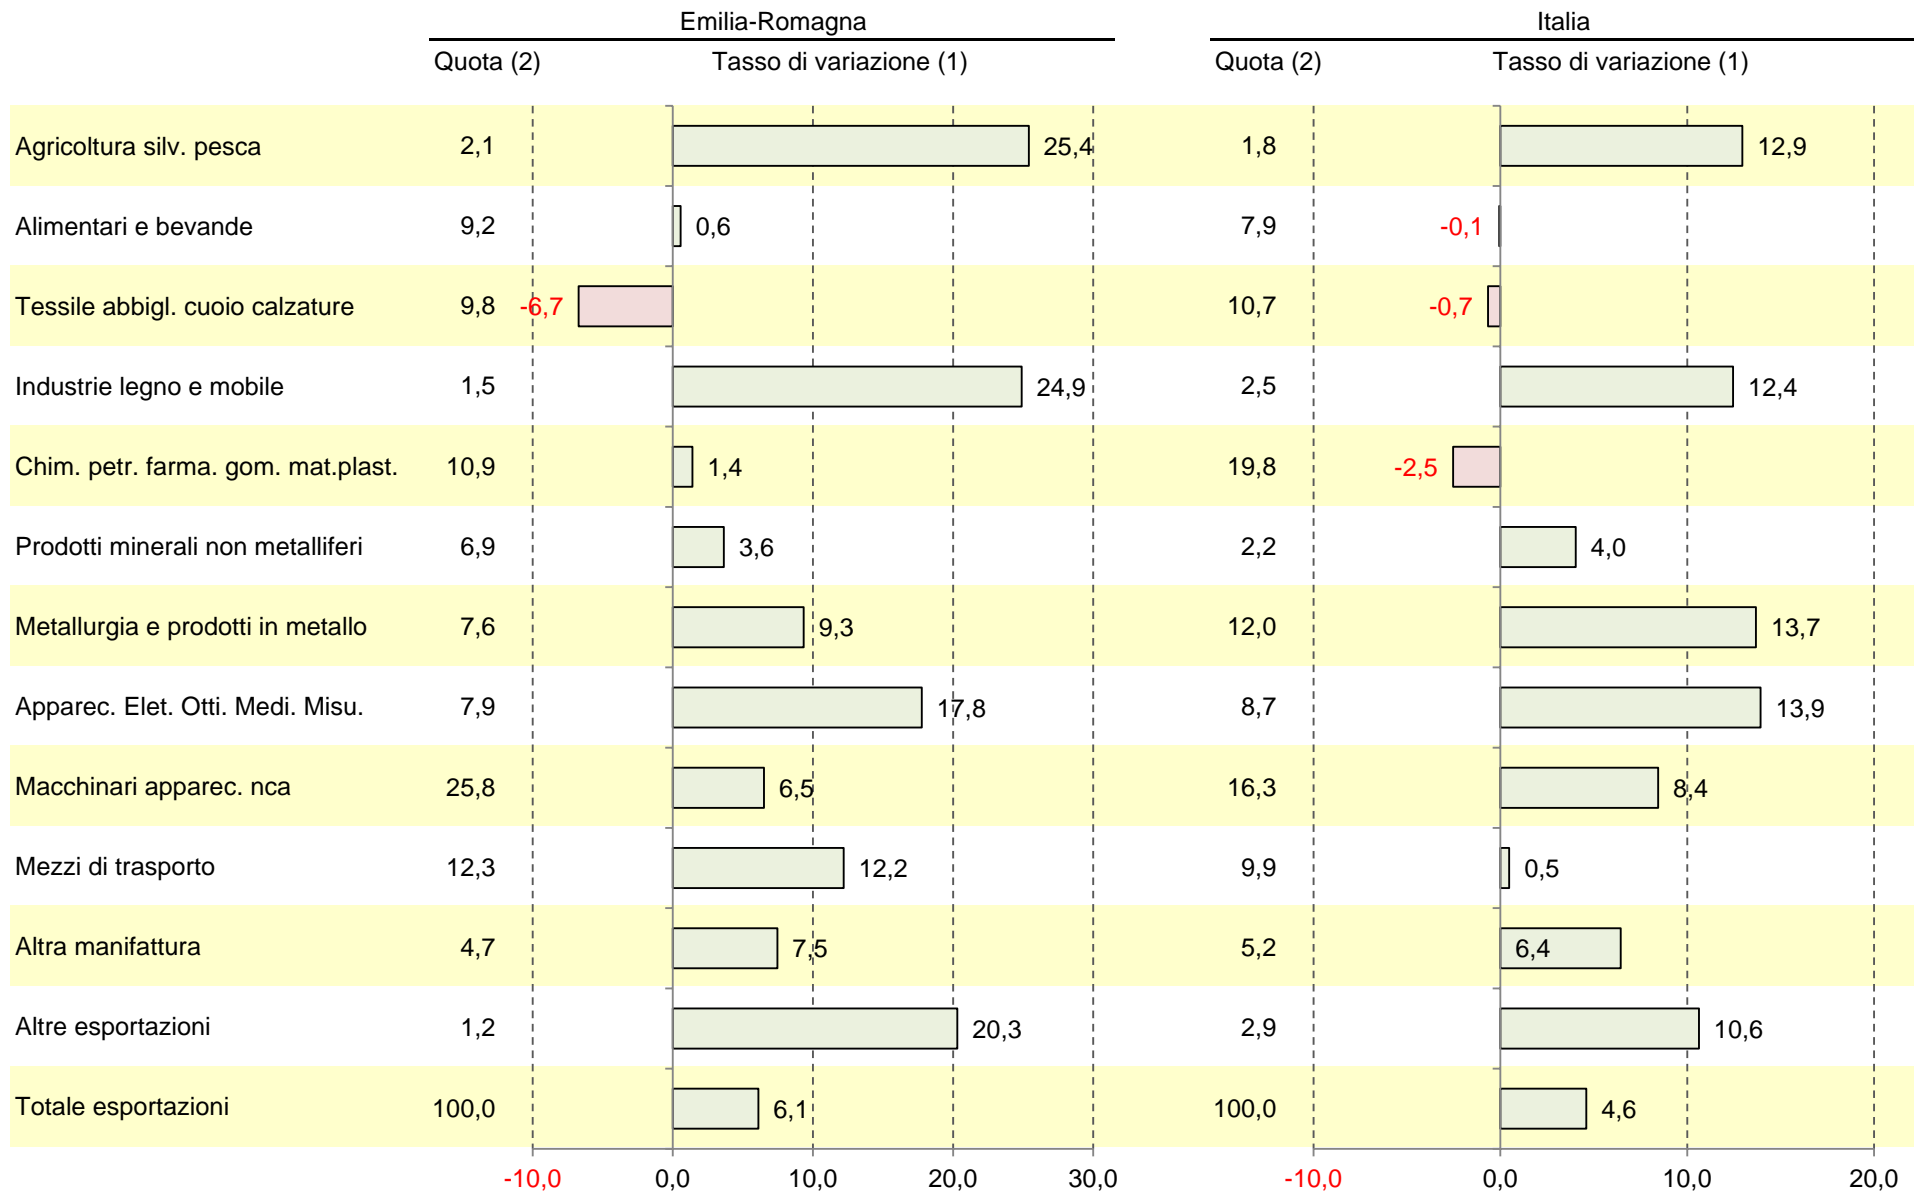 Emilia-Romagna Italia
Quota (2) Tasso di variazione (1) Quota (2) Tasso di variazione (1)
Agricoltura silv. pesca 2,1 25,4 1,8 12,9
Alimentari e bevande 9,2 0,6 7,9 -0,1
Tessile abbigl. cuoio calzature 9,8 -6,7 10,7 -0,7
Industrie legno e mobile 1,5 24,9 2,5 12,4
Chim. petr. farma. gom. mat.plast. 10,9 1,4 19,8 -2,5
Prodotti minerali non metalliferi 6,9 3,6 2,2 4,0
Metallurgia e prodotti in metallo 7,6 9,3 12,0 13,7
Apparec. Elet. Otti. Medi. Misu. 7,9 17,8 8,7 13,9
Macchinari apparec. nca 25,8 6,5 16,3 8,4
Mezzi di trasporto 12,3 12,2 9,9 0,5
Altra manifattura 4,7 7,5 5,2 6,4
Altre esportazioni 1,2 20,3 2,9 10,6
Totale esportazioni 100,0 6,1 100,0 4,6
-10,0 0,0 10,0 20,0 30,0 -10,0 0,0 10,0 20,0